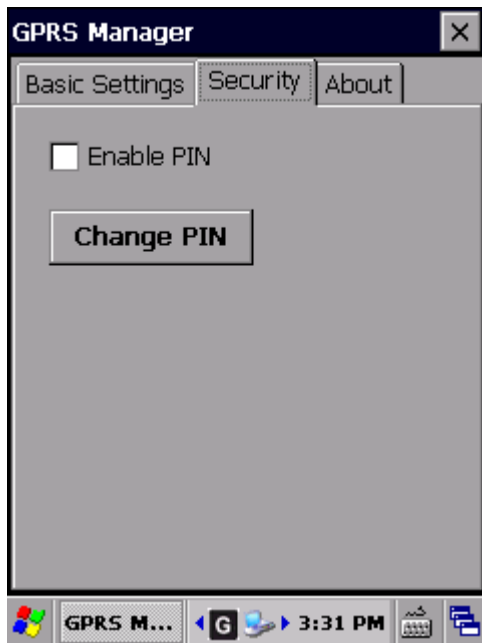 GPRS Manager
Basic Settings Security About
Enable PIN
Change PIN
GPRS M... G 3:31 PM